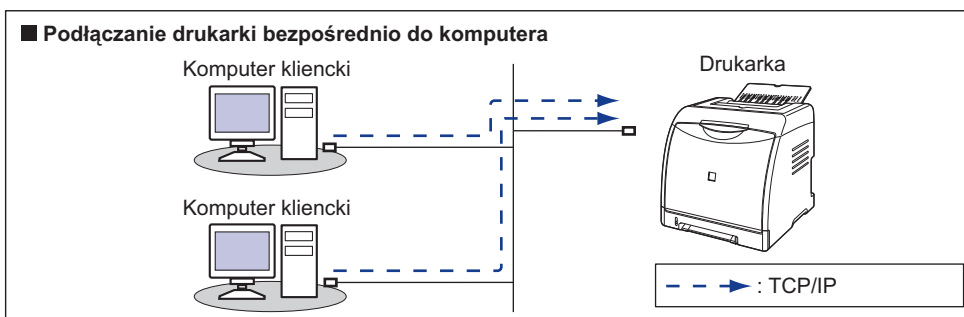 ■ Podłączanie drukarki bezpośrednio do komputera
Komputer kliencki
Drukarka
Komputer kliencki
: TCP/IP